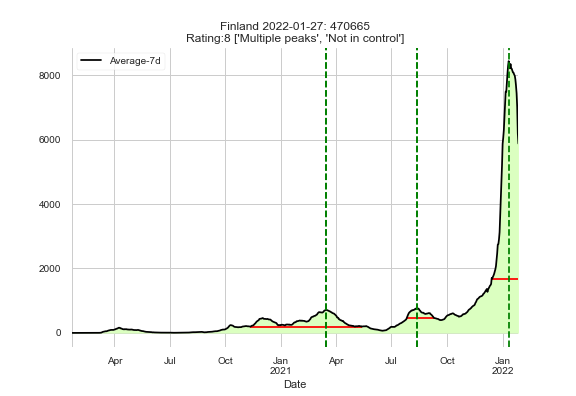 Finland 2022-01-27: 470665
Rating:8 ['Multiple peaks', 'Not in control']
Average-7d
8000
6000
4000
2000
0
Apr
Jul
Oct
Jan
2021
Apr
Jul
Oct
Jan
2022
Date